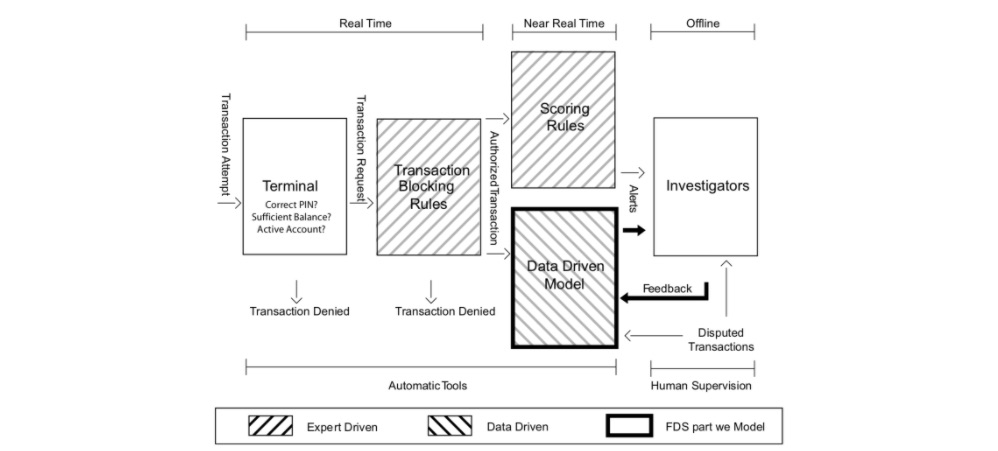 Real Time
Near Real Time
Offline
Transaction Attempt
Terminal
Correct PIN?
Sufficient Balance?
Active Account?
Transaction Request
Transaction
Blocking
Rules
Authorized Transaction
Scoring
Rules
Data Driven
Model
Alerts
Investigators
Feedback
Disputed
Transactions
Transaction Denied
Transaction Denied
Automatic Tools
Human Supervision
Expert Driven
Data Driven
FDS part we Model